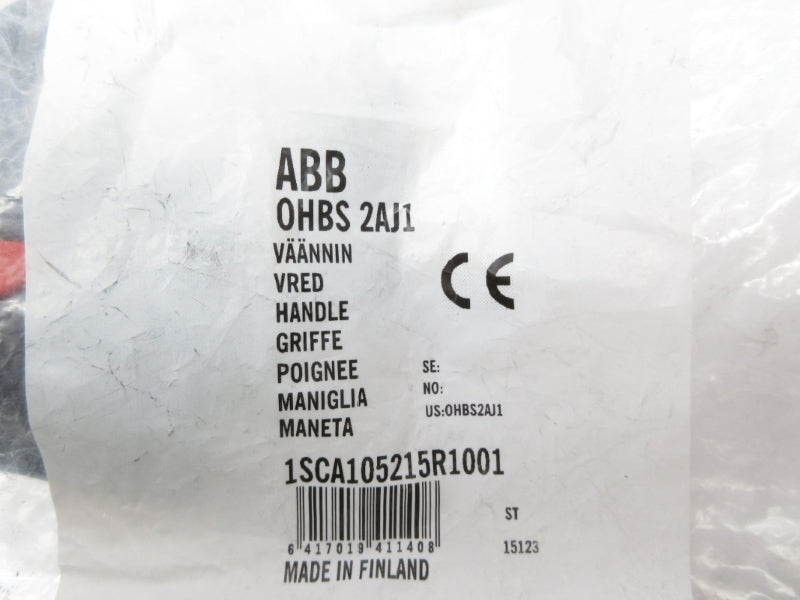 ABB
OHBS 2AJ1
VÄÄNNIN
VRED
HANDLE
GRIFFE
POIGNEE
MANIGLIA
MANETA
CE
SE:
NO:
US:OHBS2AJ1
1SCA105215R1001
6 417019 411408
ST
15123
MADE IN FINLAND